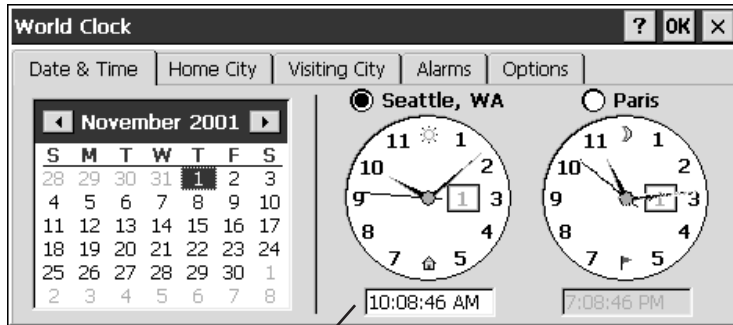 World Clock ? OK ×
Date & Time Home City Visiting City Alarms Options
November 2001
S M T W T F S
28 29 30 31 1 2 3
4 5 6 7 8 9 10
11 12 13 14 15 16 17
18 19 20 21 22 23 24
25 26 27 28 29 30 1
2 3 4 5 6 7 8
Seattle, WA
11 1
10 2
9 1 3
8 4
7 5
10:08:46 AM
Paris
11 1
10 2
9 1 3
8 4
7 5
7:08:46 PM